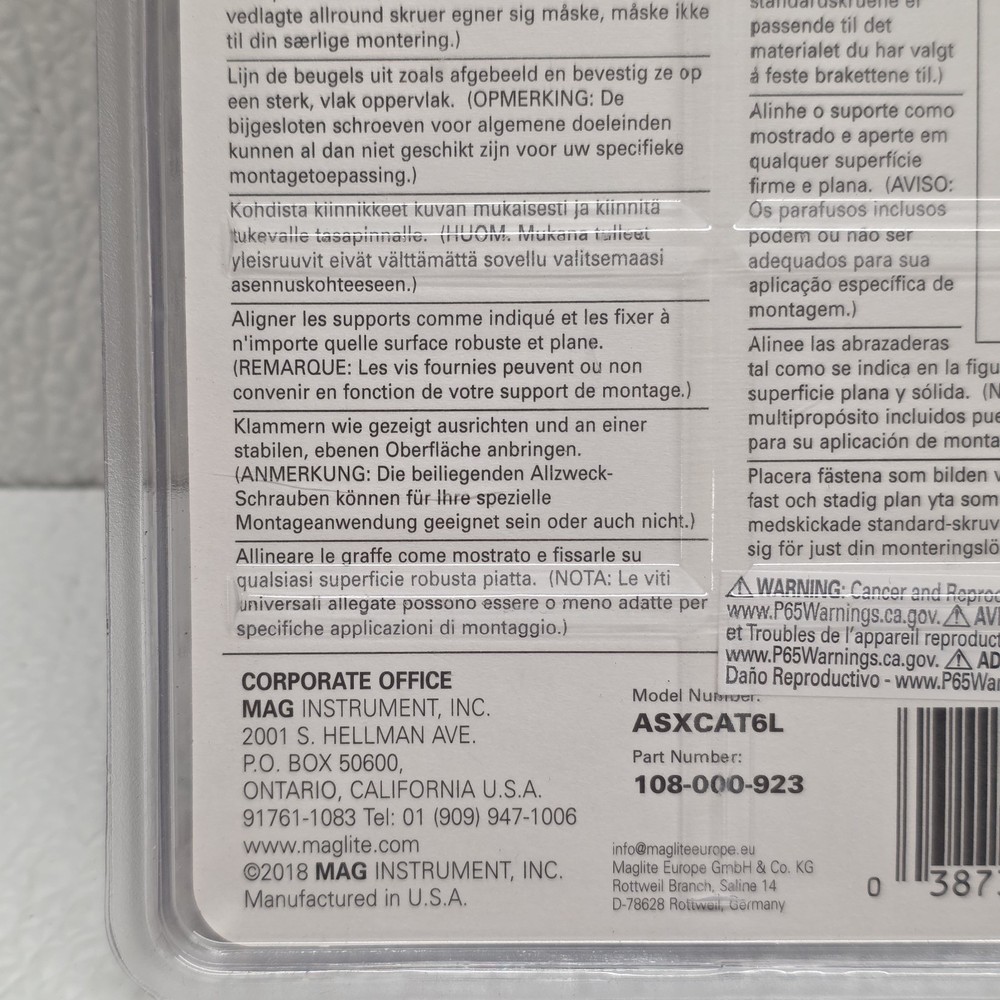 vedlagte allround skruer egner sig måske, måske ikke
til din særlige montering.)
Lijn de beugels uit zoals afgebeeld en bevestig ze op
een sterk, vlak oppervlak. (OPMERKING: De
bijgesloten schroeven voor algemene doeleinden
kunnen al dan niet geschikt zijn voor uw specifieke
montagetoepassing.)
Kohdista kiinnikkeet kuvan mukaisesti ja kiinnitä
tukevalle tasapinnalle. (HUOM. Mukana tulleet
yleisruuvit eivät välttämättä sovellu valitsemaasi
asennuskohteeseen.)
Aligner les supports comme indiqué et les fixer à
n'importe quelle surface robuste et plane.
(REMARQUE: Les vis fournies peuvent ou non
convenir en fonction de votre support de montage.)
Klammern wie gezeigt ausrichten und an einer
stabilen, ebenen Oberfläche anbringen.
(ANMERKUNG: Die beiliegenden Allzweck-
Schrauben können für Ihre spezielle
Montageanwendung geeignet sein oder auch nicht.)
Allineare le graffe come mostrato e fissarle su
qualsiasi superficie robusta piatta. (NOTA: Le viti
universali allegate possono essere o meno adatte per
specifiche applicazioni di montaggio.)
standardskruene er
passende til det
materialet du har valgt
å feste brakettene til.)
Alinhe o suporte como
mostrado e aperte em
qualquer superfície
firme e plana. (AVISO:
Os parafusos inclusos
podem ou não ser
adequados para sua
aplicação específica de
montagem.)
Alinee las abrazaderas
tal como se indica en la figu
superficie plana y sólida. (N
multipropósito incluidos pue
para su aplicación de monta
Placera fästena som bilden v
fast och stadig plan yta som
medskickade standard-skruv
sig för just din monteringslö
⚠ WARNING: Cancer and Reproc
www.P65Warnings.ca.gov. ⚠ AVI
et Troubles de l'appareil reproduct
www.P65Warnings.ca.gov. ⚠ AD
Daño Reproductivo - www.P65War
CORPORATE OFFICE
MAG INSTRUMENT, INC.
2001 S. HELLMAN AVE.
P.O. BOX 50600,
ONTARIO, CALIFORNIA U.S.A.
91761-1083 Tel: 01 (909) 947-1006
www.maglite.com
©2018 MAG INSTRUMENT, INC.
Manufactured in U.S.A.
Model Number:
ASXCAT6L
Part Number:
108-000-923
info@magliteeurope.eu
Maglite Europe GmbH & Co. KG
Rottweil Branch, Saline 14
D-78628 Rottweil, Germany
0 387